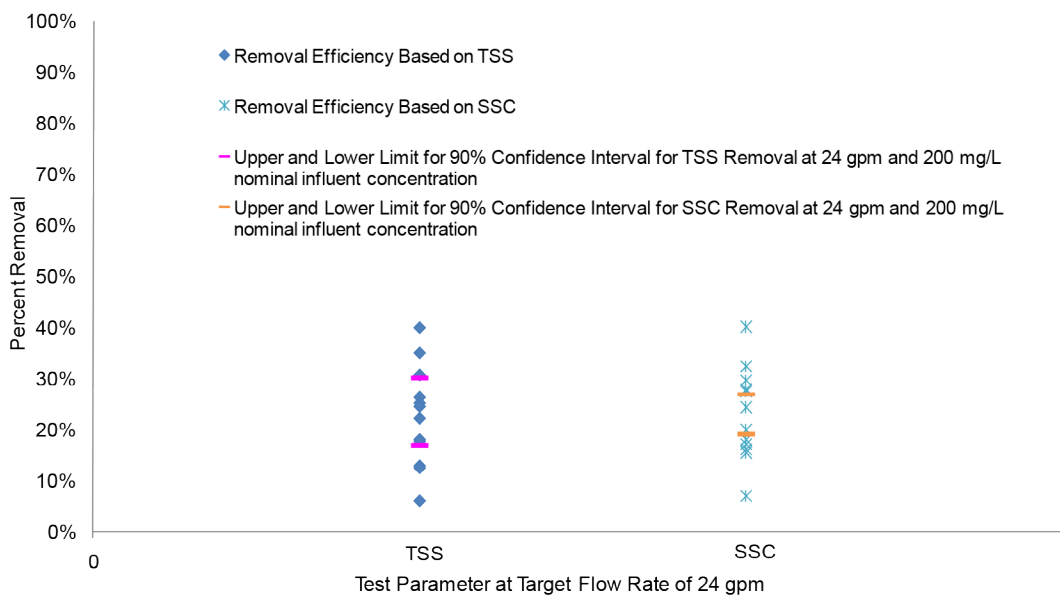 100%
90%
80%
70%
60%
50%
40%
30%
20%
10%
0%
Percent Removal
Removal Efficiency Based on TSS
Removal Efficiency Based on SSC
Upper and Lower Limit for 90% Confidence Interval for TSS Removal at 24 gpm and 200 mg/L
nominal influent concentration
Upper and Lower Limit for 90% Confidence Interval for SSC Removal at 24 gpm and 200 mg/L
nominal influent concentration
0
TSS
SSC
Test Parameter at Target Flow Rate of 24 gpm